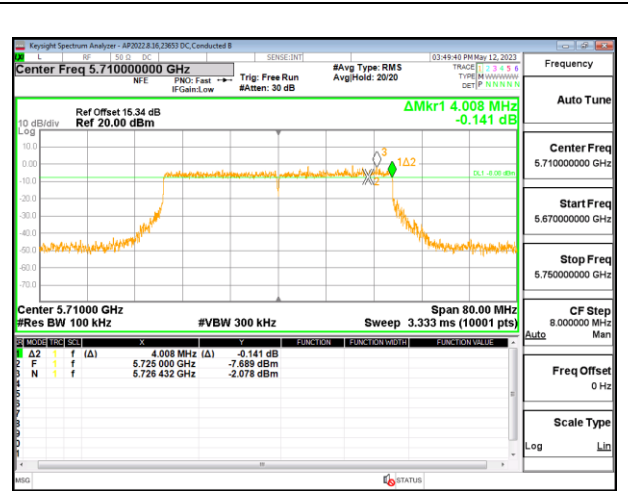 Keysight Spectrum Analyzer - AP2022.8.16,23653 DC,Conducted B
L RF 50 Ω DC SENSE:INT 03:49:40 PM May 12, 2023
Center Freq 5.710000000 GHz #Avg Type: RMS TRACE 1 2 3 4 5 6 Frequency
NFE PNO: Fast Trig: Free Run Avg|Hold: 20/20 TYPE M WWWWW
IFGain:Low #Atten: 30 dB DET P N N N N N
Auto Tune
Ref Offset 15.34 dB ΔMkr1 4.008 MHz
10 dB/div Ref 20.00 dBm -0.141 dB
Log
10.0
0.00
-10.0
-20.0
-30.0
-40.0
-50.0
-60.0
-70.0
3
1Δ2
2
Center Freq
5.710000000 GHz
Start Freq
5.670000000 GHz
Stop Freq
5.750000000 GHz
Center 5.71000 GHz Span 80.00 MHz
#Res BW 100 kHz #VBW 300 kHz Sweep 3.333 ms (10001 pts)
CF Step
8.000000 MHz
Auto Man
MODE TRC SCL X Y FUNCTION FUNCTION WIDTH FUNCTION VALUE
1 Δ2 1 f (Δ) 4.008 MHz (Δ) -0.141 dB
2 F 1 f 5.725 000 GHz -7.689 dBm
3 N 1 f 5.726 432 GHz -2.078 dBm
4
5
6
7
8
9
Freq Offset
0 Hz
Scale Type
Log Lin
MSG STATUS